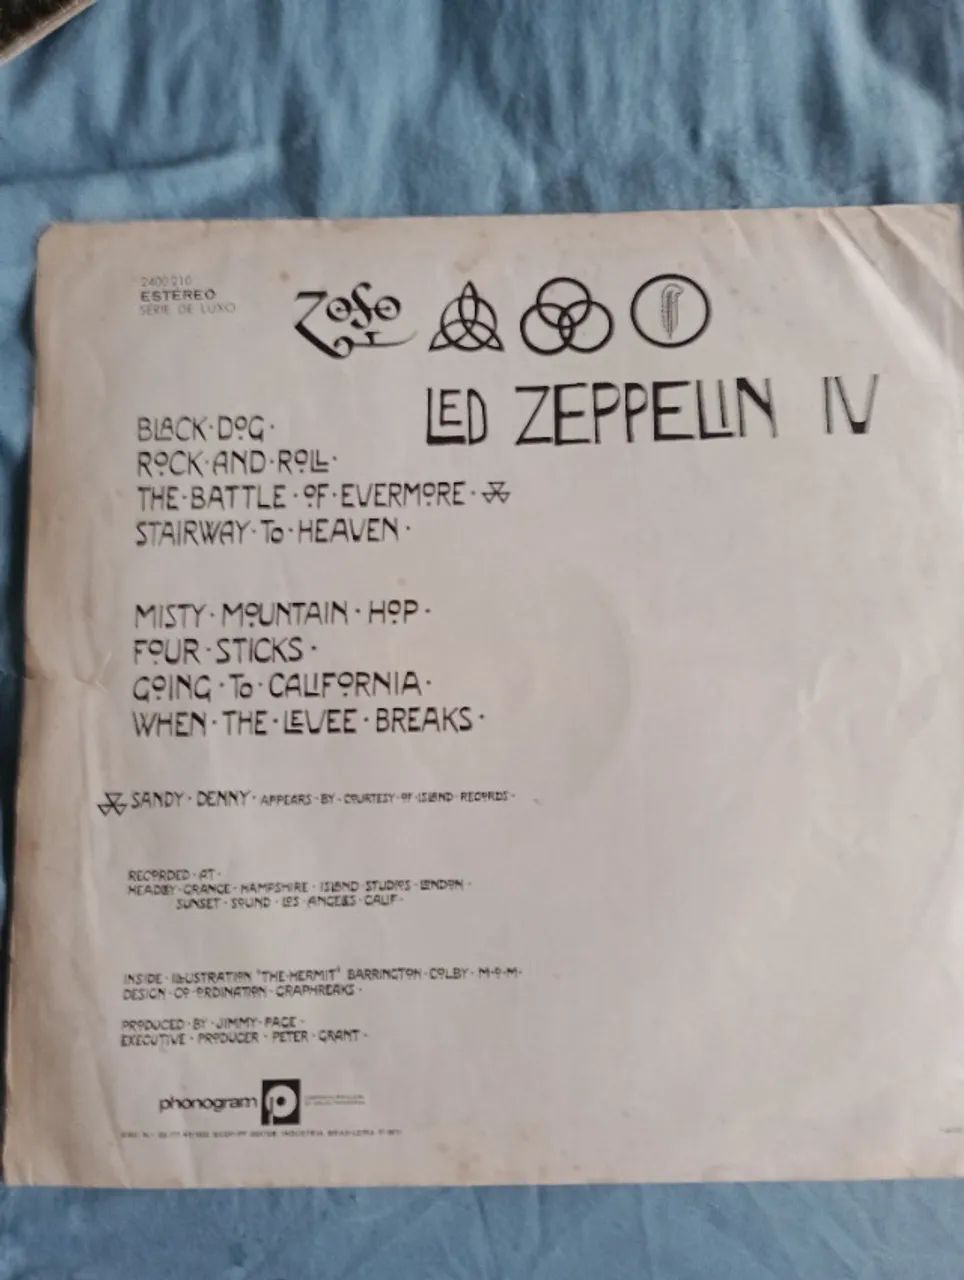 2400 210
ESTEREO
SÉRIE DE LUXO
ZOSO
LED ZEPPELIN IV
BLACK·DOG·
ROCK·AND·ROLL·
THE·BATTLE·OF·EVERMORE·
STAIRWAY·TO·HEAVEN·
MISTY·MOUNTAIN·HOP·
FOUR·STICKS·
GOING·TO·CALIFORNIA·
WHEN·THE·LEVEE·BREAKS·
SANDY·DENNY·APPEARS·BY·COURTESY·OF·ISLAND·RECORDS·
RECORDED·AT·
HEADLEY·GRANGE·HAMPSHIRE·ISLAND·STUDIOS·LONDON·
SUNSET·SOUND·LOS·ANGELES·CALIF·
INSIDE·ILLUSTRATION "THE·HERMIT" BARRINGTON·COLBY·M·O·M·
DESIGN·CO·ORDINATION·GRAPHREAKS·
PRODUCED·BY·JIMMY·PAGE·
EXECUTIVE·PRODUCER·PETER·GRANT·
phonogram
INDUSTRIA BRASILEIRA